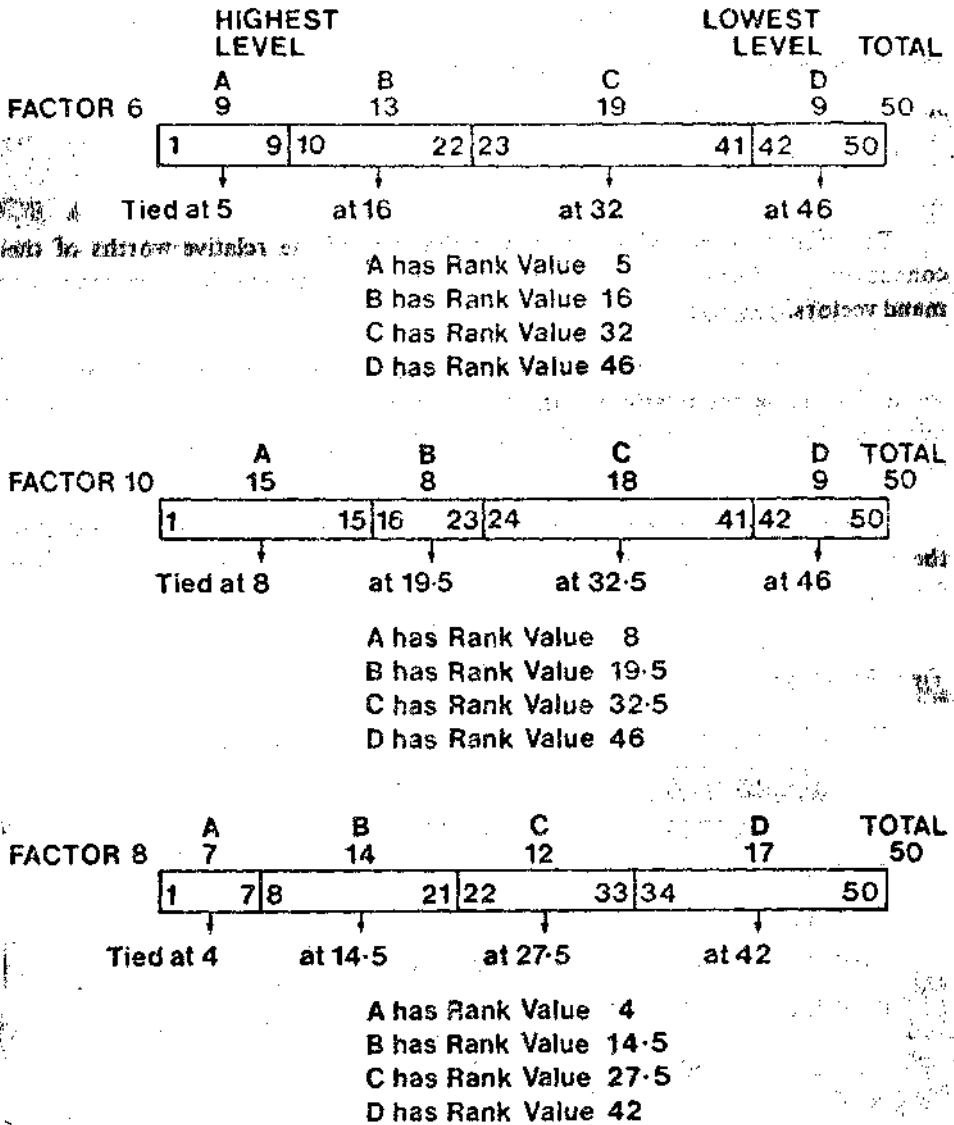 HIGHEST LEVEL LOWEST LEVEL TOTAL
A B C D
FACTOR 6 9 13 19 9 50
1 9 10 22 23 41 42 50
Tied at 5 at 16 at 32 at 46
relative worths of
A has Rank Value 5
B has Rank Value 16
C has Rank Value 32
D has Rank Value 46
A B C D TOTAL
FACTOR 10 15 8 18 9 50
1 15 16 23 24 41 42 50
Tied at 8 at 19·5 at 32·5 at 46
the
A has Rank Value 8
B has Rank Value 19·5
C has Rank Value 32·5
D has Rank Value 46
A B C D TOTAL
FACTOR 8 7 14 12 17 50
1 7 8 21 22 33 34 50
Tied at 4 at 14·5 at 27·5 at 42
A has Rank Value 4
B has Rank Value 14·5
C has Rank Value 27·5
D has Rank Value 42